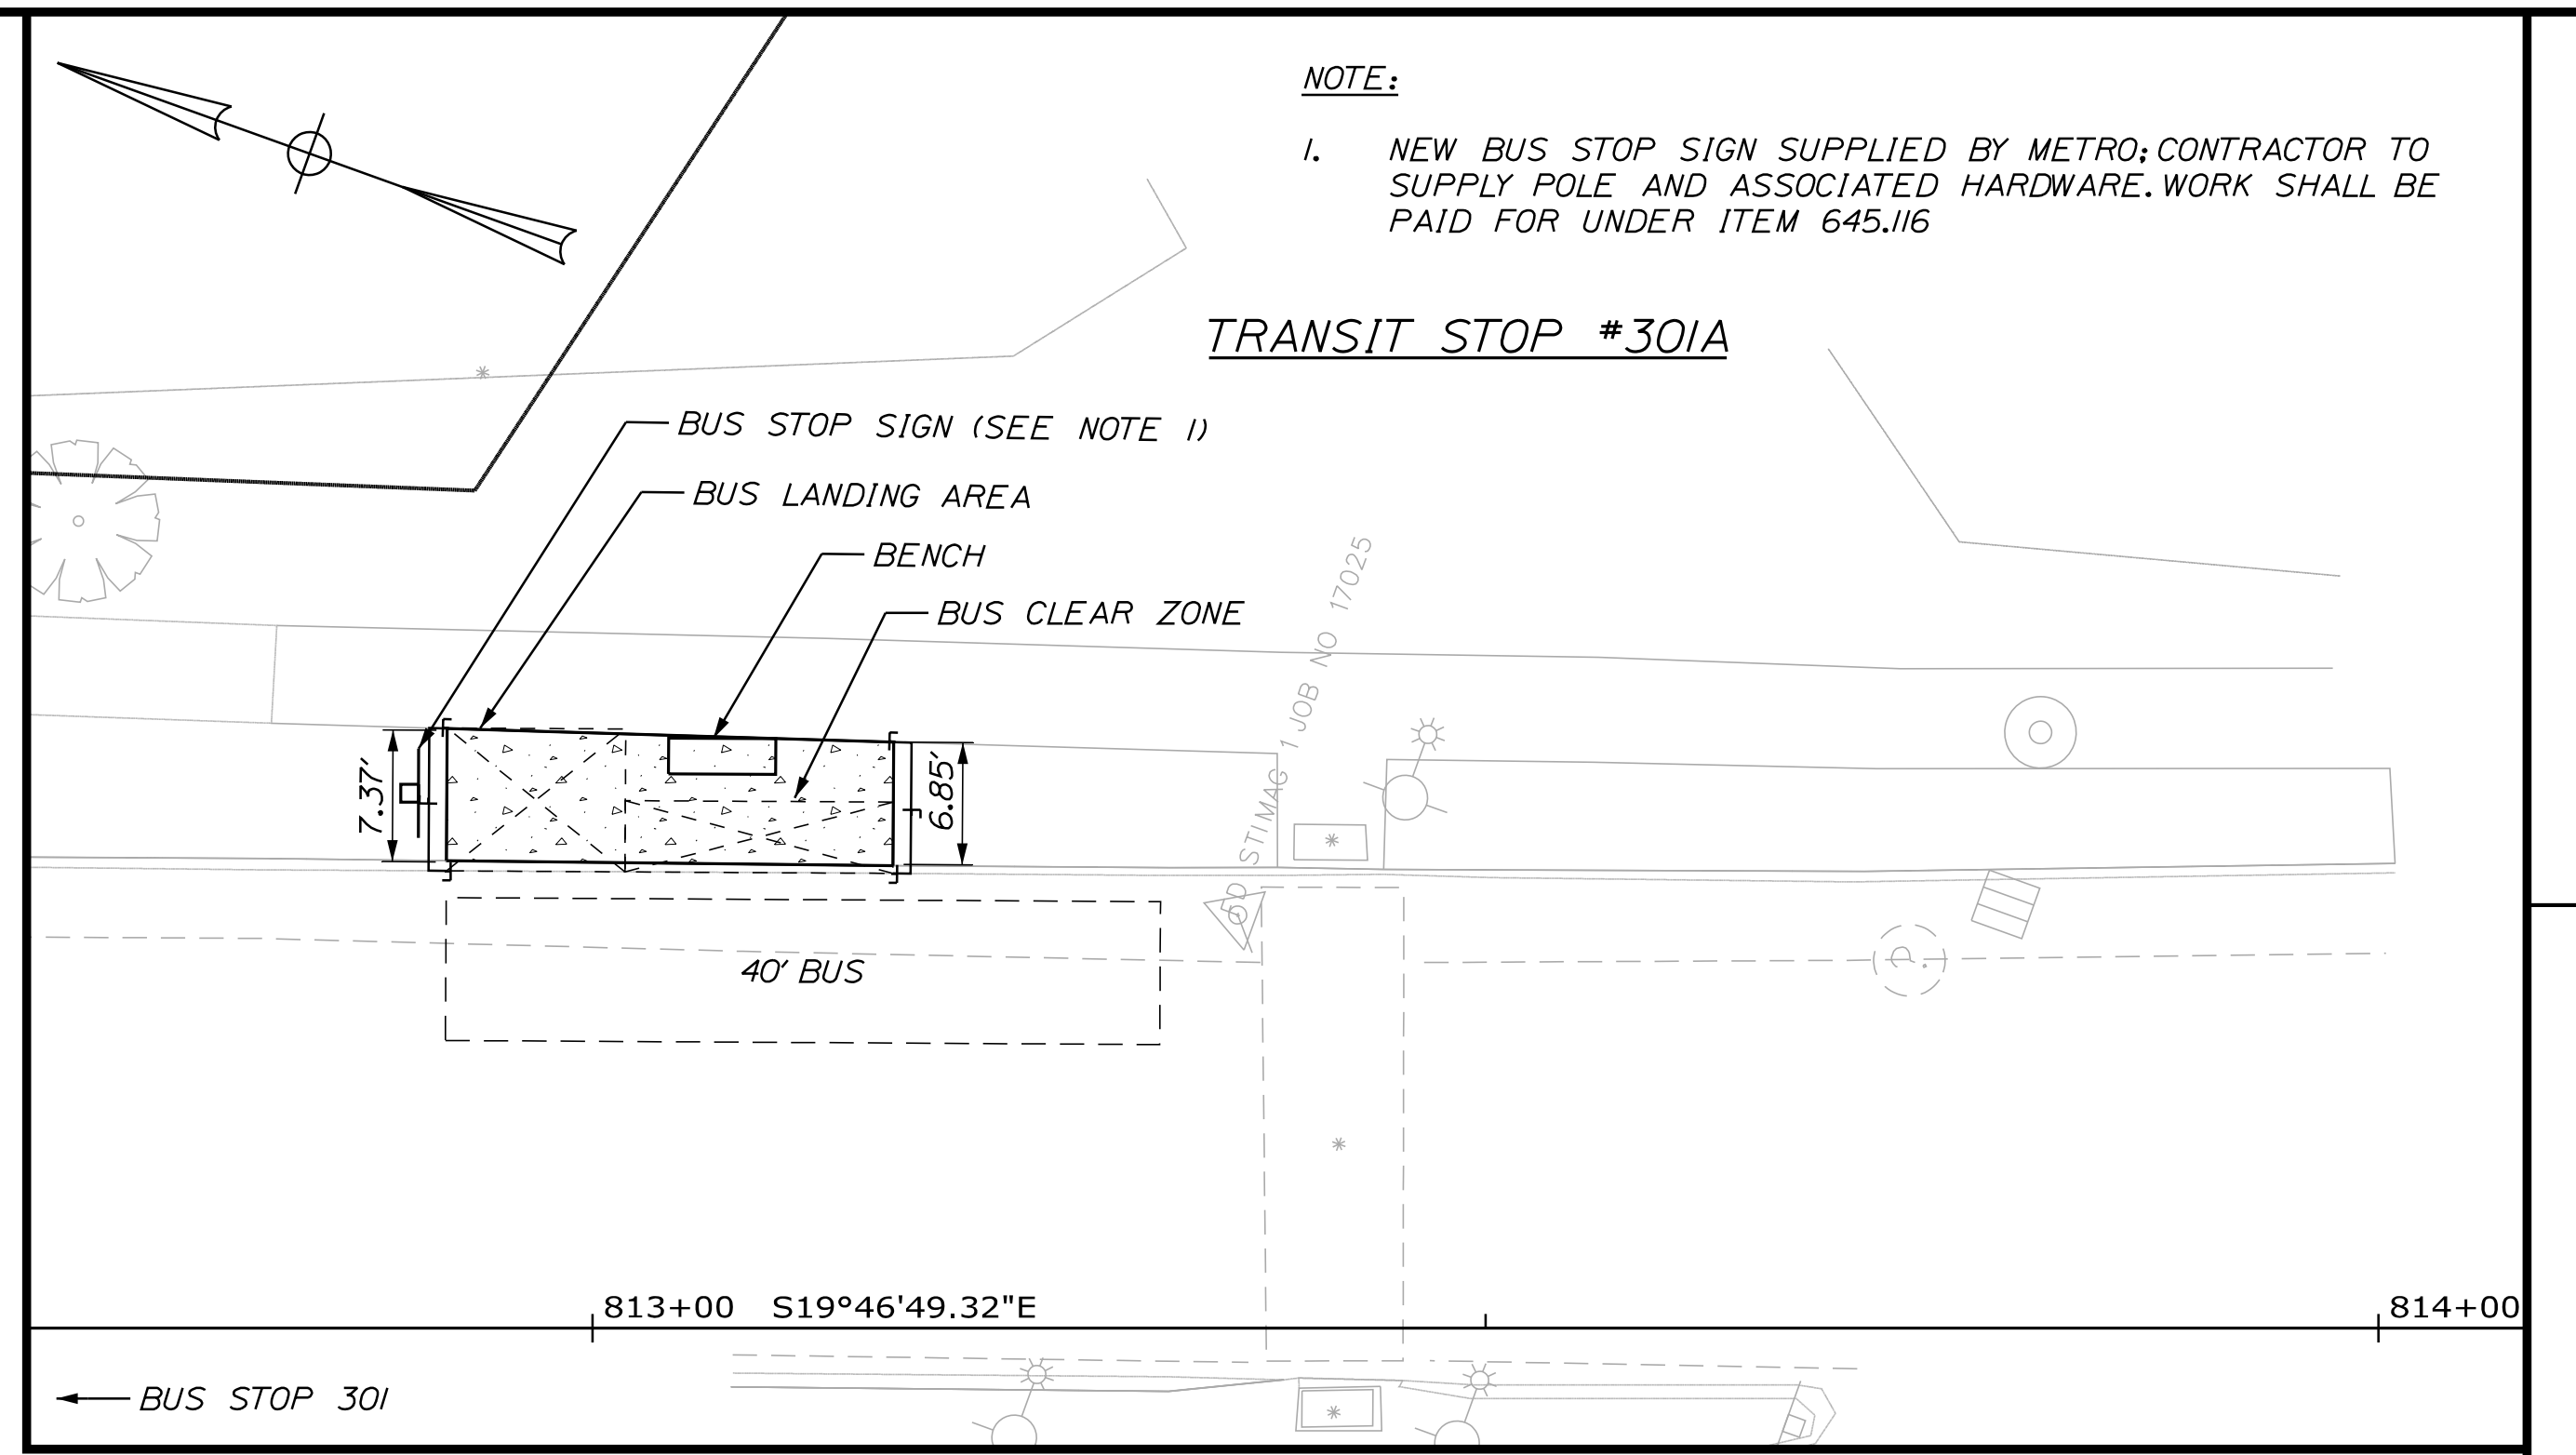 NOTE:
1. NEW BUS STOP SIGN SUPPLIED BY METRO; CONTRACTOR TO
SUPPLY POLE AND ASSOCIATED HARDWARE. WORK SHALL BE
PAID FOR UNDER ITEM 645.116
TRANSIT STOP #301A
BUS STOP SIGN (SEE NOTE 1)
BUS LANDING AREA
BENCH
BUS CLEAR ZONE
JOB NO 17025
7.37'
6.85'
40' BUS
813+00 S19°46'49.32"E
814+00
BUS STOP 301